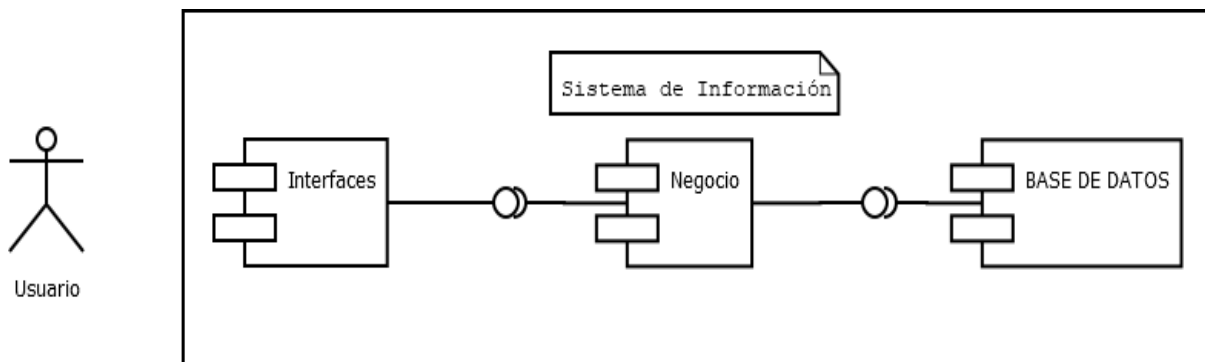 Sistema de Información
Interfaces
Negocio
BASE DE DATOS
Usuario